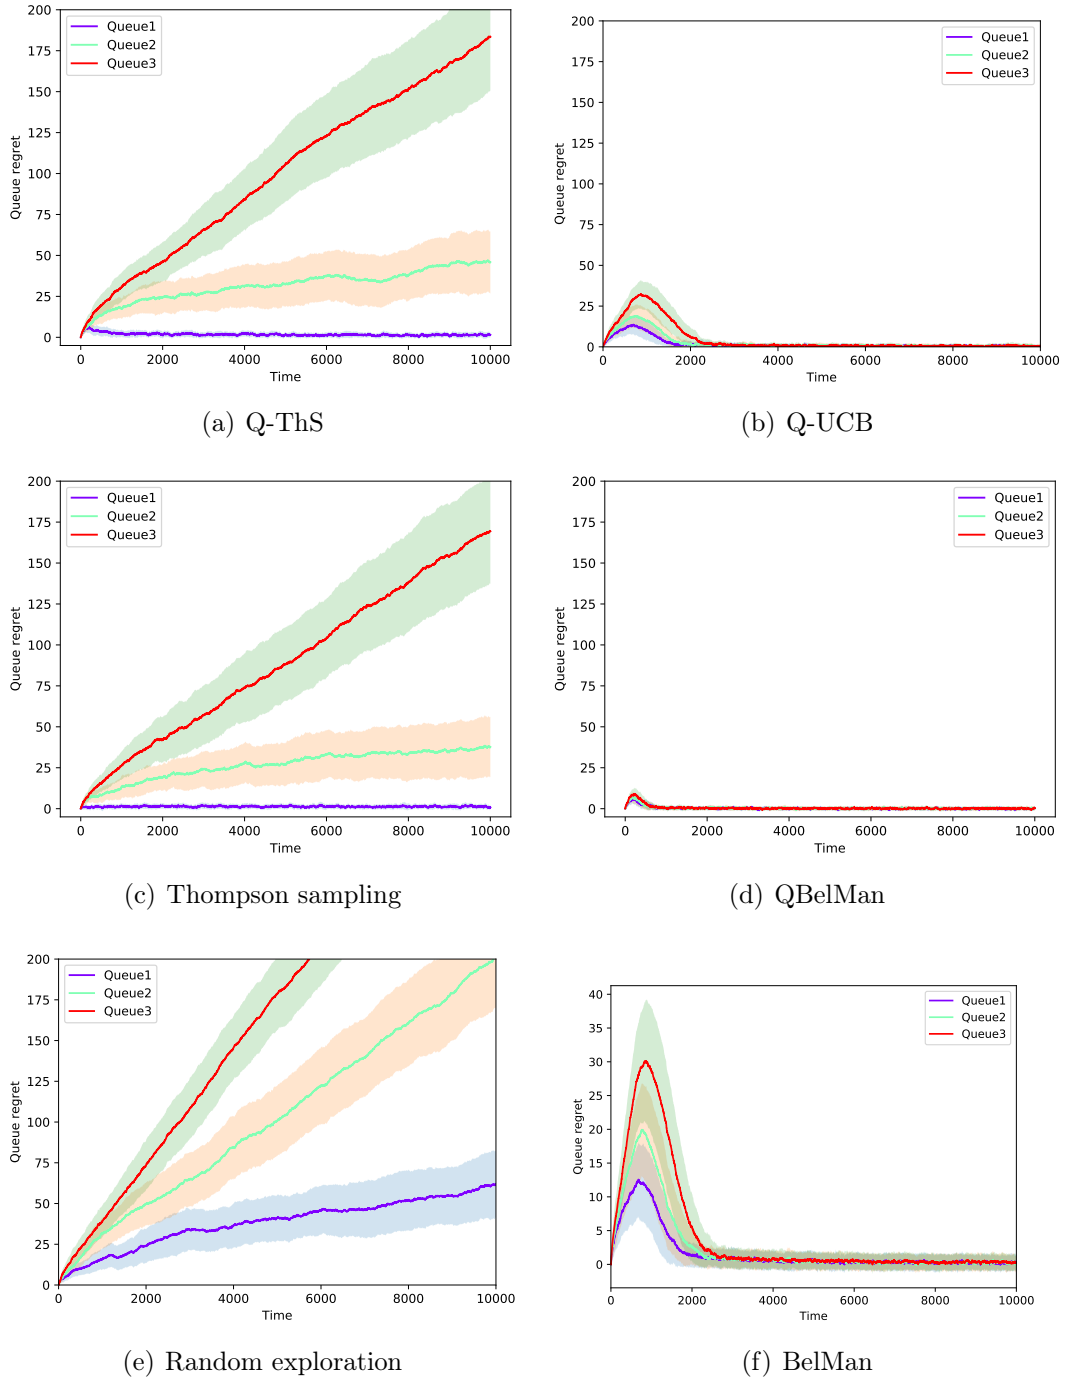 200
175
150
125
100
75
50
25
0
Queue regret
Queue1
Queue2
Queue3
0 2000 4000 6000 8000 10000
Time
(a) Q-ThS
200
175
150
125
100
75
50
25
0
Queue regret
Queue1
Queue2
Queue3
0 2000 4000 6000 8000 10000
Time
(b) Q-UCB
200
175
150
125
100
75
50
25
0
Queue regret
Queue1
Queue2
Queue3
0 2000 4000 6000 8000 10000
Time
(c) Thompson sampling
200
175
150
125
100
75
50
25
0
Queue regret
Queue1
Queue2
Queue3
0 2000 4000 6000 8000 10000
Time
(d) QBelMan
200
175
150
125
100
75
50
25
0
Queue regret
Queue1
Queue2
Queue3
0 2000 4000 6000 8000 10000
Time
(e) Random exploration
40
35
30
25
20
15
10
5
0
Queue regret
Queue1
Queue2
Queue3
0 2000 4000 6000 8000 10000
Time
(f) BelMan